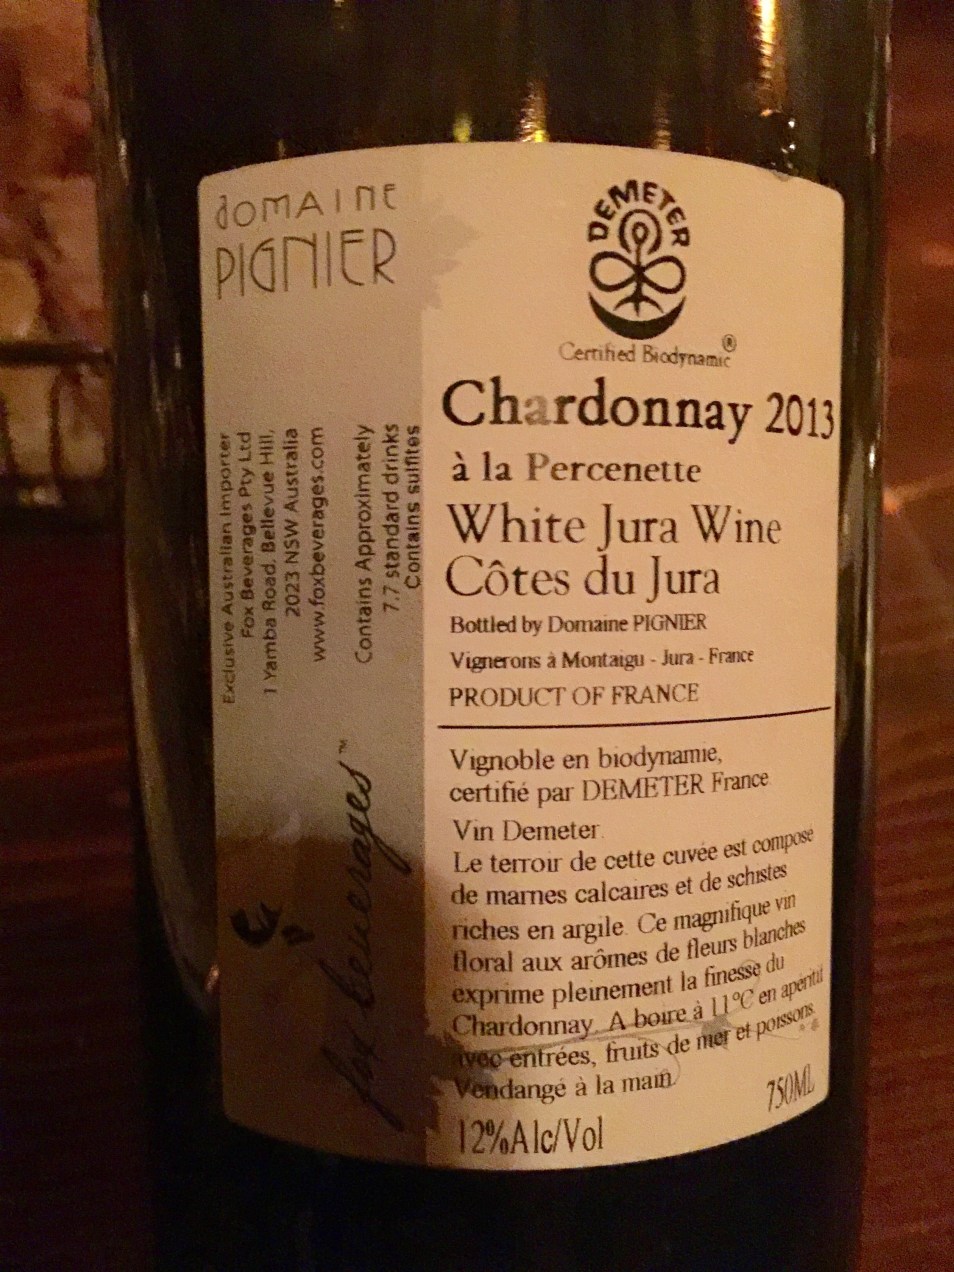 DOMAINE
PIGNIER
Exclusive Australian Importer
Fox Beverages Pty Ltd
1 Yamba Road, Bellevue Hill,
2023 NSW Australia
www.foxbeverages.com
Contains Approximately
7.7 standard drinks
Contains sulfites
fox beverages™
DEMETER
Certified Biodynamic®
Chardonnay 2013
à la Percenette
White Jura Wine
Côtes du Jura
Bottled by Domaine PIGNIER
Vignerons à Montaigu - Jura - France
PRODUCT OF FRANCE
Vignoble en biodynamie,
certifié par DEMETER France
Vin Demeter.
Le terroir de cette cuvée est compose
de marnes calcaires et de schistes
riches en argile. Ce magnifique vin
floral aux arômes de fleurs blanches
exprime pleinement la finesse du
Chardonnay. A boire à 11°C en apéritif
avec entrées, fruits de mer et poissons.
Vendangé à la main
12%Alc/Vol
750ML